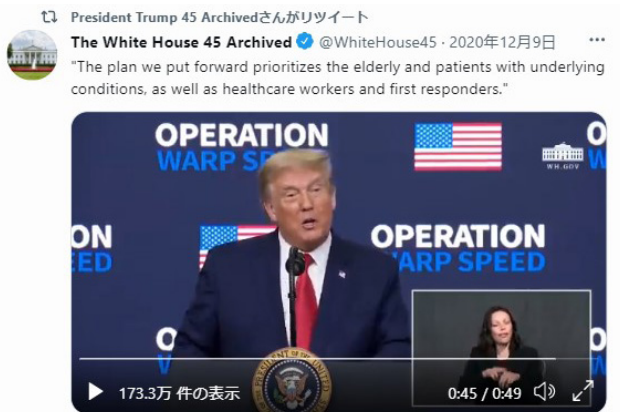 President Trump 45 Archivedさんがリツイート
The White House 45 Archived @WhiteHouse45 · 2020年12月9日
"The plan we put forward prioritizes the elderly and patients with underlying
conditions, as well as healthcare workers and first responders."
OPERATION
WARP SPEED
WH.GOV
O
W
ON
ED
OPERATION
WARP SPEED
O
W
173.3万 件の表示
0:45 / 0:49